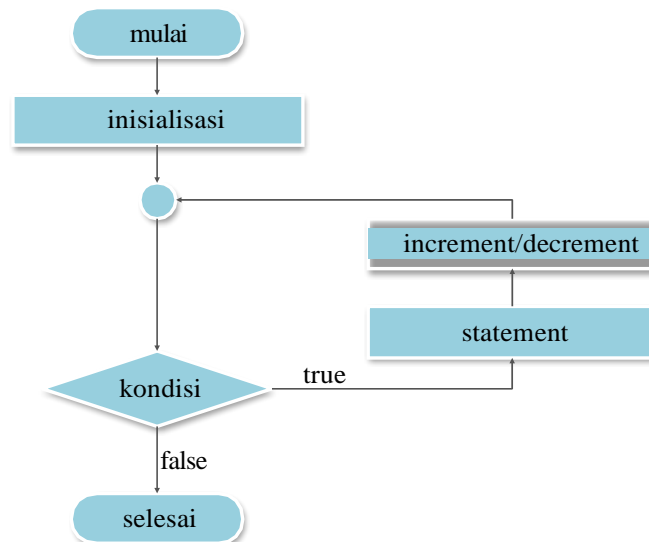 mulai
inisialisasi
increment/decrement
statement
kondisi
true
false
selesai